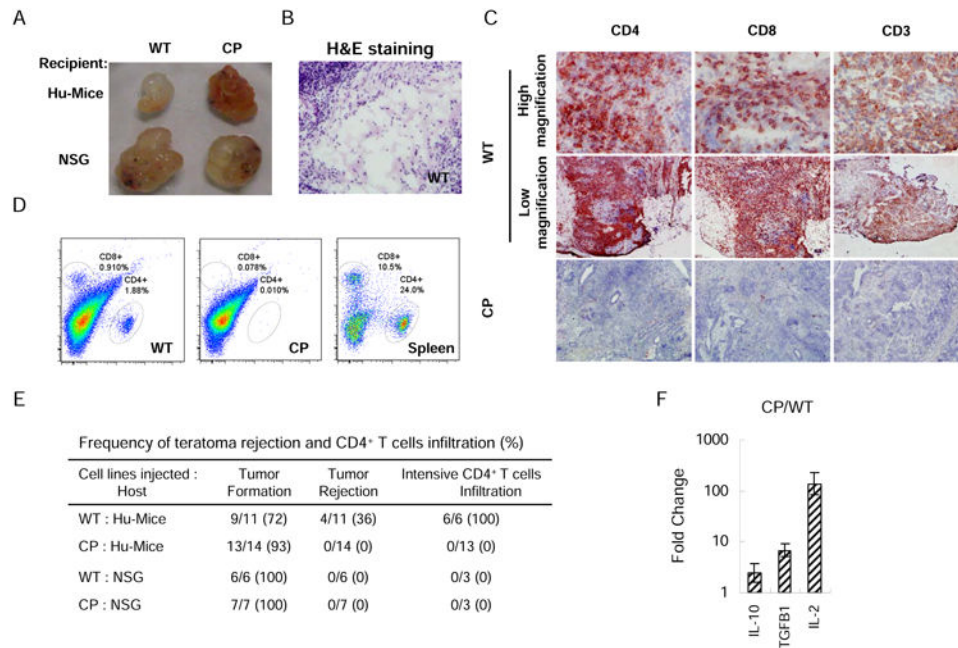 A
WT CP
Recipient:
Hu-Mice
NSG
B
H&E staining
WT
C
CD4 CD8 CD3
WT
High
magnification
Low
magnification
CP
D
CD8+
0.910%
CD4+
1.88%
WT
CD8+
0.078%
CD4+
0.010%
CP
CD8+
10.5%
CD4+
24.0%
Spleen
E
Frequency of teratoma rejection and CD4⁺ T cells infiltration (%)
Cell lines injected : Tumor Tumor Intensive CD4⁺ T cells
Host Formation Rejection Infiltration
WT : Hu-Mice 9/11 (72) 4/11 (36) 6/6 (100)
CP : Hu-Mice 13/14 (93) 0/14 (0) 0/13 (0)
WT : NSG 6/6 (100) 0/6 (0) 0/3 (0)
CP : NSG 7/7 (100) 0/7 (0) 0/3 (0)
F
CP/WT
Fold Change
1000
100
10
1
IL-10
TGFB1
IL-2